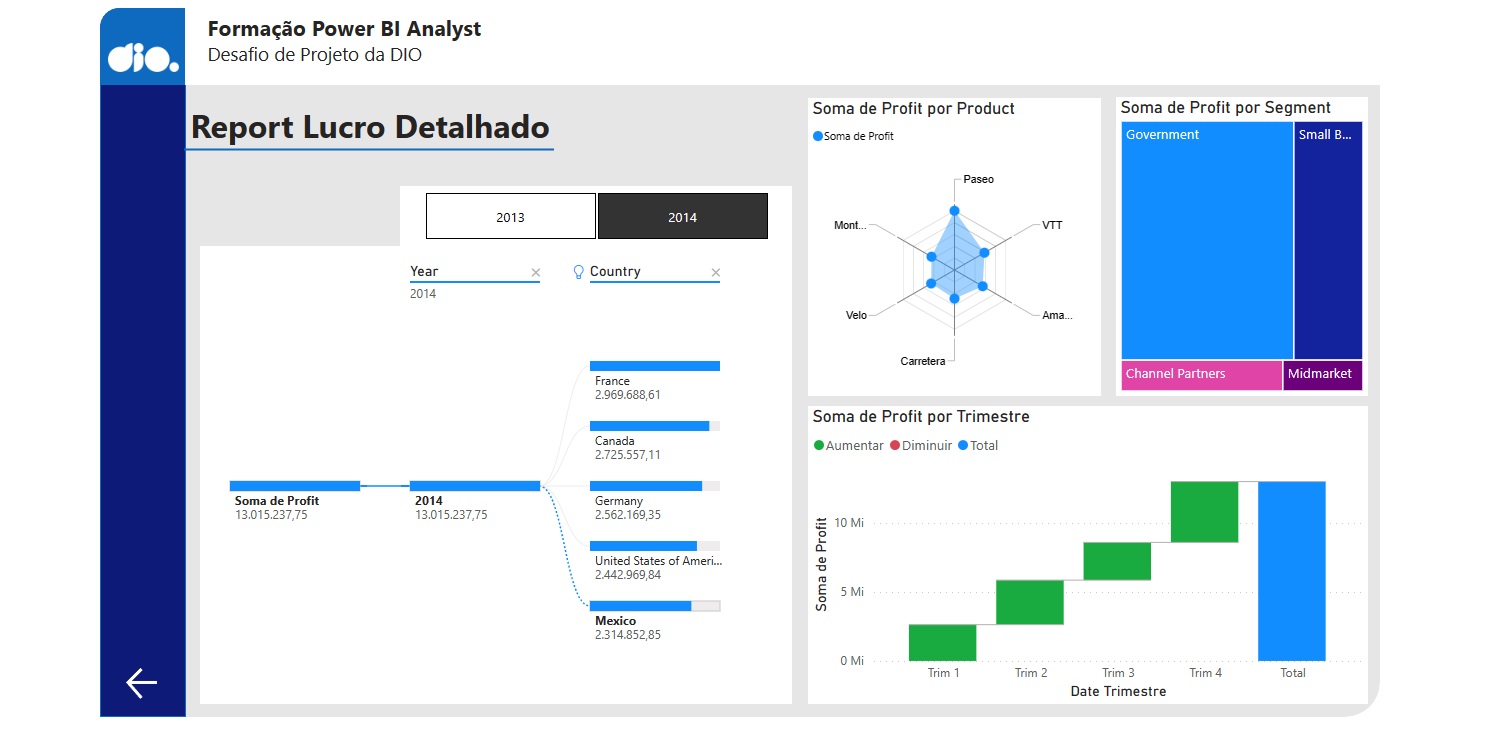 dio.
Formação Power BI Analyst
Desafio de Projeto da DIO
Report Lucro Detalhado
2013
2014
Year
2014
Country
Soma de Profit
13.015.237,75
2014
13.015.237,75
France
2.969.688,61
Canada
2.725.557,11
Germany
2.562.169,35
United States of Ameri...
2.442.969,84
Mexico
2.314.852,85
Soma de Profit por Product
Soma de Profit
Paseo
Mont...
VTT
Velo
Ama...
Carretera
Soma de Profit por Segment
Government
Small B...
Channel Partners
Midmarket
Soma de Profit por Trimestre
Aumentar Diminuir Total
Soma de Profit
10 Mi
5 Mi
0 Mi
Trim 1 Trim 2 Trim 3 Trim 4 Total
Date Trimestre